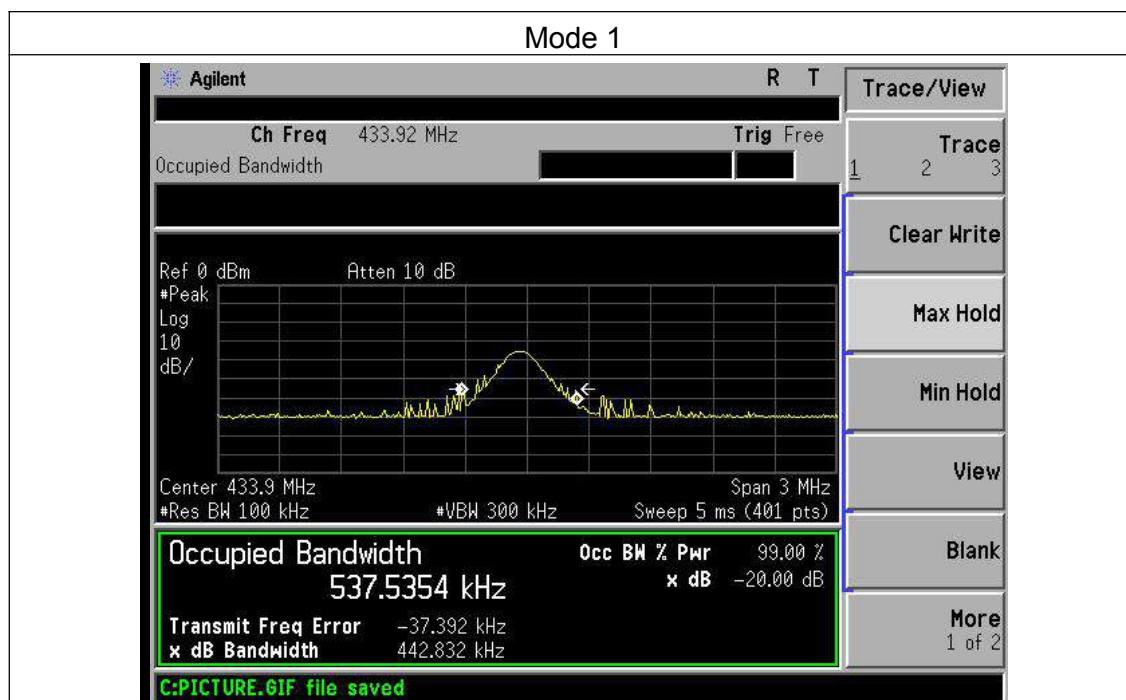 Mode 1
Agilent R T
Trace/View
Ch Freq 433.92 MHz Trig Free
Occupied Bandwidth
Trace
1 2 3
Clear Write
Ref 0 dBm Atten 10 dB
#Peak
Log
10
dB/
Max Hold
Min Hold
View
Center 433.9 MHz Span 3 MHz
#Res BW 100 kHz #VBW 300 kHz Sweep 5 ms (401 pts)
Occupied Bandwidth Occ BW % Pwr 99.00 %
537.5354 kHz x dB -20.00 dB
Blank
Transmit Freq Error -37.392 kHz
x dB Bandwidth 442.832 kHz
More
1 of 2
C:PICTURE.GIF file saved